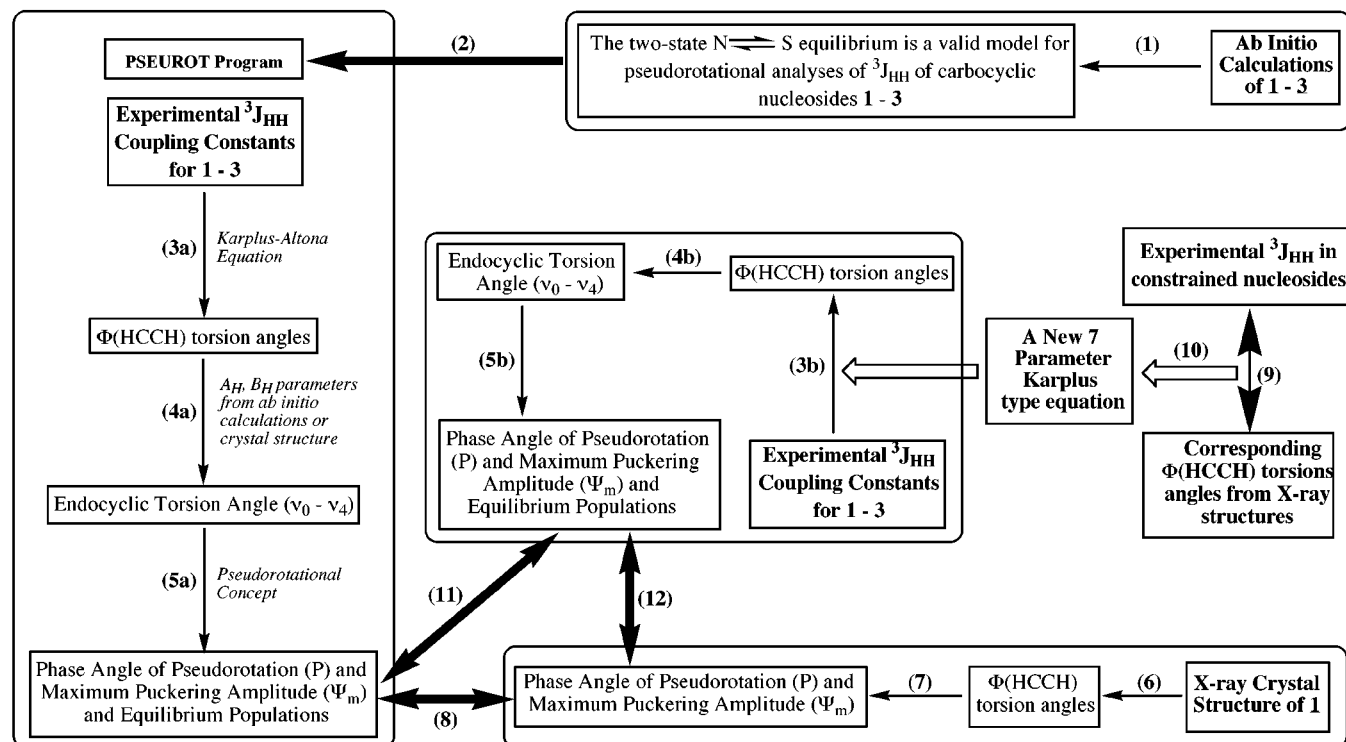 PSEUROT Program
(2)
The two-state N ⇌ S equilibrium is a valid model for
pseudorotational analyses of ³J_HH of carbocyclic
nucleosides 1 - 3
(1)
Ab Initio
Calculations
of 1 - 3
Experimental ³J_HH
Coupling Constants
for 1 - 3
(3a)
Karplus-Altona
Equation
Φ(HCCH) torsion angles
(4a)
A_H, B_H parameters
from ab initio
calculations or
crystal structure
Endocyclic Torsion Angle (ν₀ - ν₄)
(5a)
Pseudorotational
Concept
Phase Angle of Pseudorotation (P) and
Maximum Puckering Amplitude (Ψm)
and Equilibrium Populations
Endocyclic Torsion
Angle (ν₀ - ν₄)
(4b)
Φ(HCCH) torsion angles
(5b)
(3b)
Phase Angle of Pseudorotation
(P) and Maximum Puckering
Amplitude (Ψm) and
Equilibrium Populations
Experimental ³J_HH
Coupling Constants
for 1 - 3
A New 7
Parameter
Karplus
type equation
(10)
(9)
Experimental ³J_HH in
constrained nucleosides
Corresponding
Φ(HCCH) torsions
angles from X-ray
structures
(11)
(12)
(8)
Phase Angle of Pseudorotation (P) and
Maximum Puckering Amplitude (Ψm)
(7)
Φ(HCCH)
torsion angles
(6)
X-ray Crystal
Structure of 1